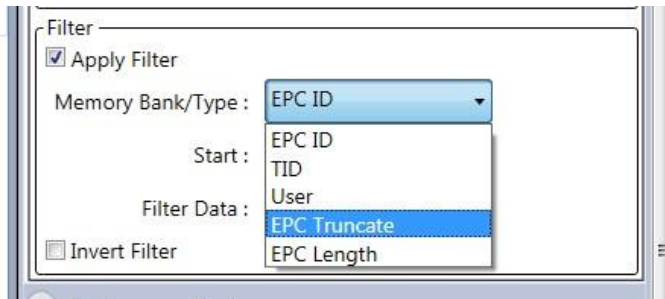 Filter
Apply Filter
Memory Bank/Type : EPC ID
EPC ID
Start :
TID
User
Filter Data :
EPC Truncate
Invert Filter
EPC Length